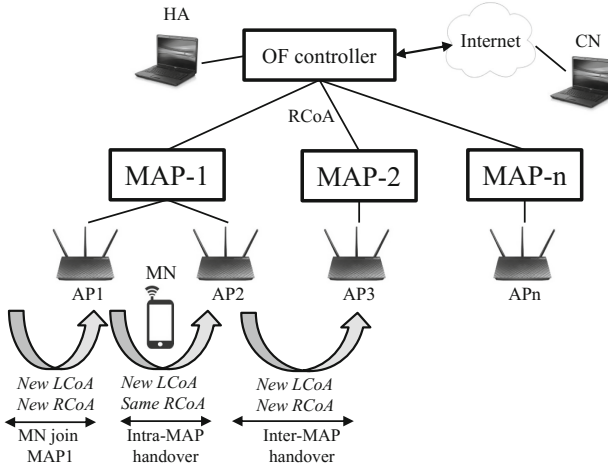 HA
OF controller
Internet
CN
RCoA
MAP-1
MAP-2
MAP-n
MN
AP1
AP2
AP3
APn
New LCoA
New RCoA
New LCoA
Same RCoA
New LCoA
New RCoA
MN join
MAP1
Intra-MAP
handover
Inter-MAP
handover